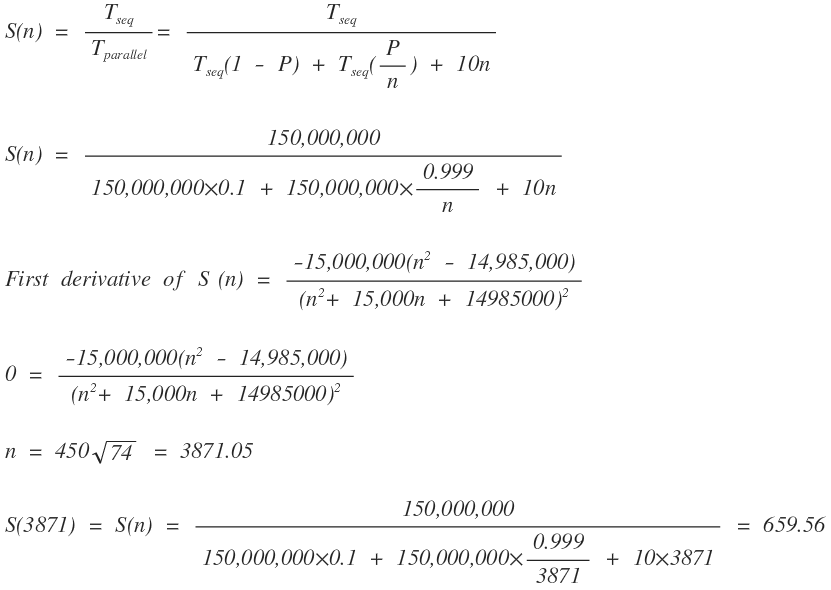 S(n) = T_seq / T_parallel = T_seq / (T_seq(1 - P) + T_seq(P/n) + 10n)
S(n) = 150,000,000 / (150,000,000×0.1 + 150,000,000×0.999/n + 10n)
First derivative of S (n) = -15,000,000(n² - 14,985,000) / (n²+ 15,000n + 14985000)²
0 = -15,000,000(n² - 14,985,000) / (n²+ 15,000n + 14985000)²
n = 450√74 = 3871.05
S(3871) = S(n) = 150,000,000 / (150,000,000×0.1 + 150,000,000×0.999/3871 + 10×3871) = 659.56